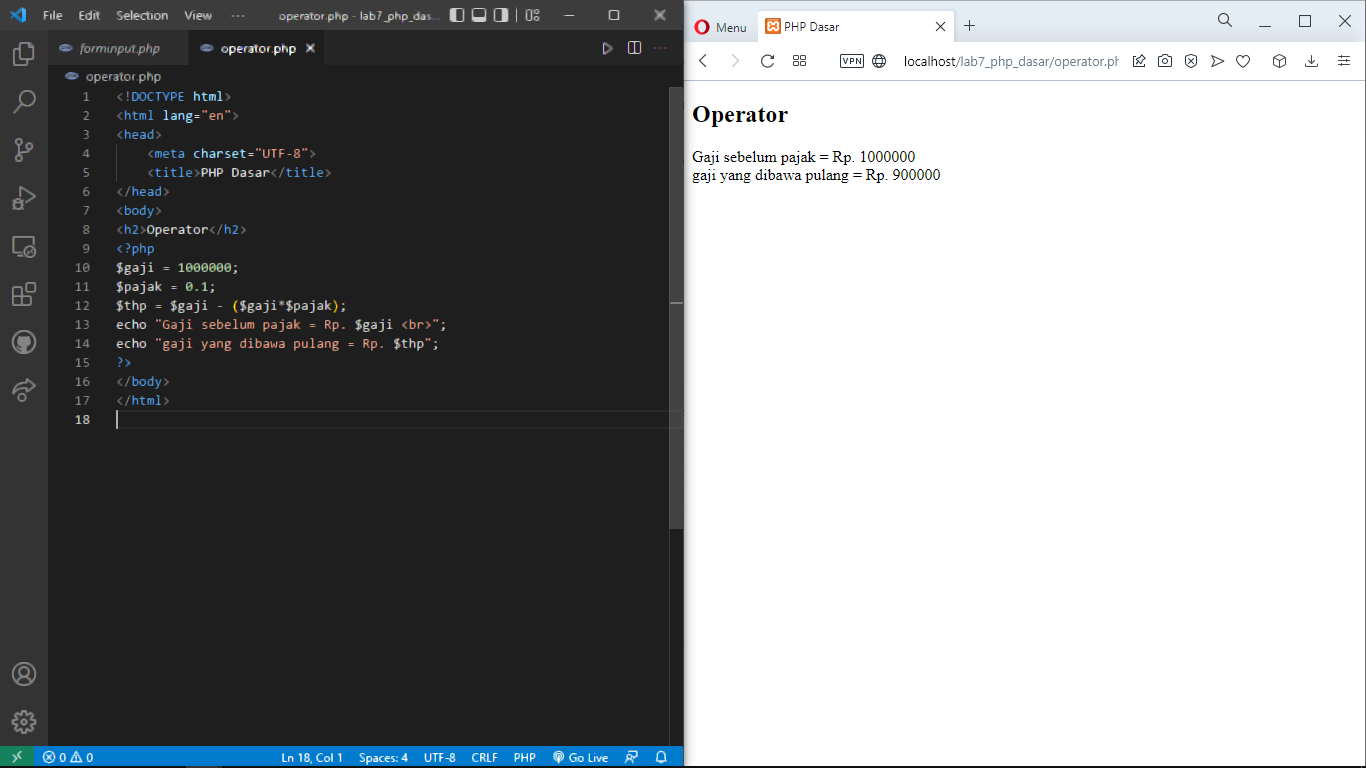 File Edit Selection View ··· operator.php - lab7_php_das...
forminput.php operator.php
operator.php
1 <!DOCTYPE html>
2 <html lang="en">
3 <head>
4 <meta charset="UTF-8">
5 <title>PHP Dasar</title>
6 </head>
7 <body>
8 <h2>Operator</h2>
9 <?php
10 $gaji = 1000000;
11 $pajak = 0.1;
12 $thp = $gaji - ($gaji*$pajak);
13 echo "Gaji sebelum pajak = Rp. $gaji <br>";
14 echo "gaji yang dibawa pulang = Rp. $thp";
15 ?>
16 </body>
17 </html>
18
0 0 Ln 18, Col 1 Spaces: 4 UTF-8 CRLF PHP Go Live
Menu PHP Dasar
VPN localhost/lab7_php_dasar/operator.ph
Operator
Gaji sebelum pajak = Rp. 1000000
gaji yang dibawa pulang = Rp. 900000